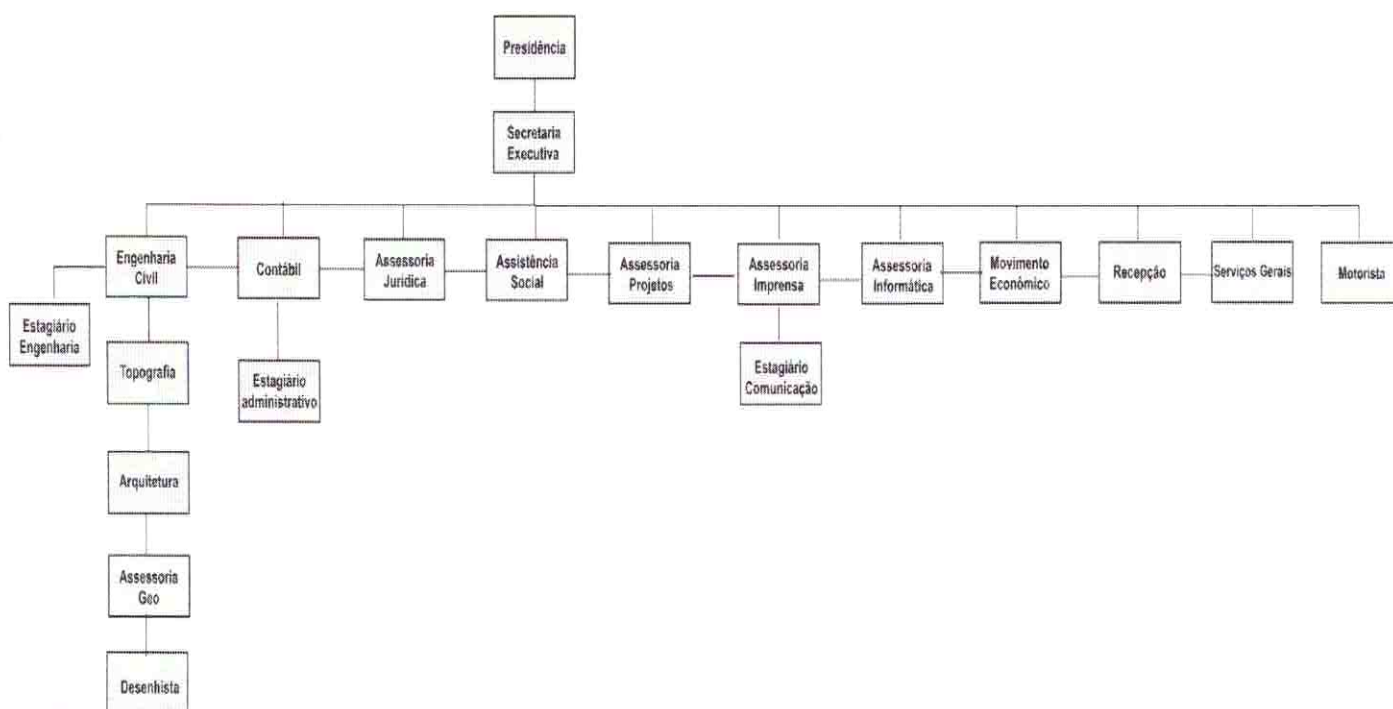 Presidência
Secretaria
Executiva
Engenharia
Civil
Contábil
Assessoria
Jurídica
Assistência
Social
Assessoria
Projetos
Assessoria
Imprensa
Assessoria
Informática
Movimento
Econômico
Recepção
Serviços Gerais
Motorista
Estagiário
Engenharia
Topografia
Estagiário
administrativo
Estagiário
Comunicação
Arquitetura
Assessoria
Geo
Desenhista